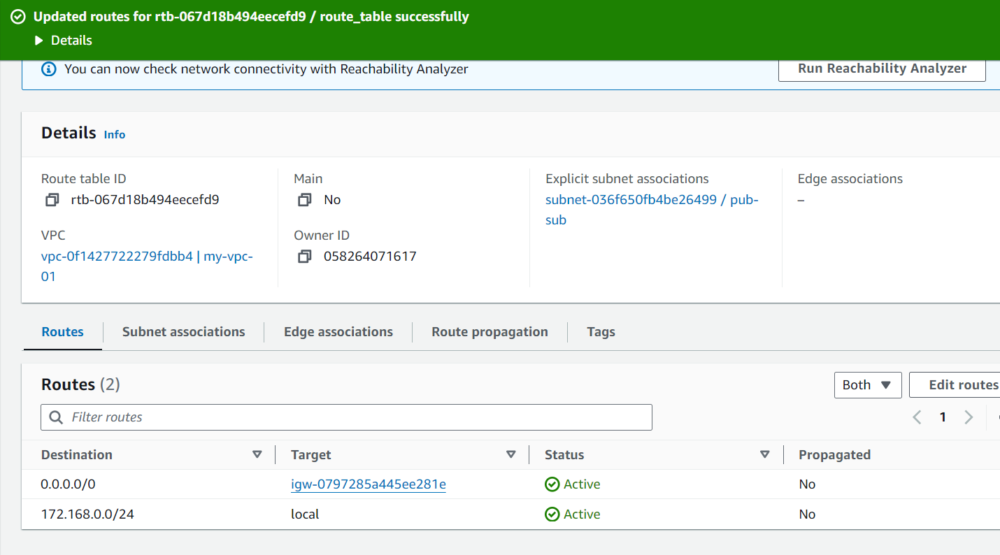 Updated routes for rtb-067d18b494eecefd9 / route_table successfully
Details
You can now check network connectivity with Reachability Analyzer
Run Reachability Analyzer
Details Info
Route table ID
rtb-067d18b494eecefd9
Main
No
Explicit subnet associations
subnet-036f650fb4be26499 / pub-
sub
Edge associations
–
VPC
vpc-0f1427722279fdbb4 | my-vpc-
01
Owner ID
058264071617
Routes Subnet associations Edge associations Route propagation Tags
Routes (2)
Both
Edit routes
Filter routes
1
Destination Target Status Propagated
0.0.0.0/0 igw-0797285a445ee281e Active No
172.168.0.0/24 local Active No